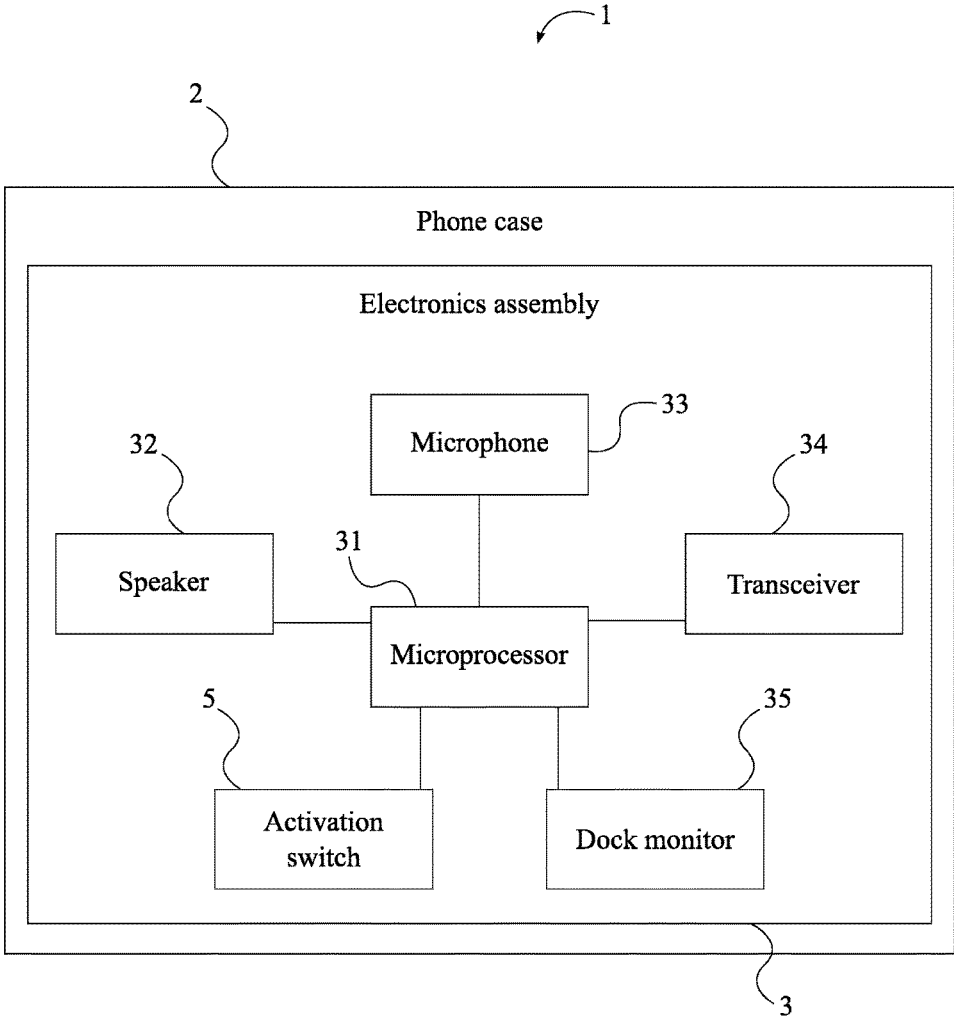 1
2
Phone case
Electronics assembly
33
Microphone
32
34
Speaker
31
Transceiver
Microprocessor
5
35
Activation
switch
Dock monitor
3